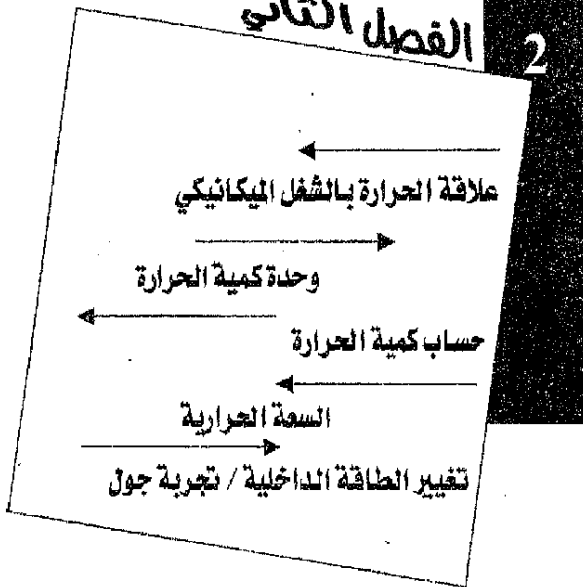 2
الفصل الثاني
علاقة الحرارة بالشغل الميكانيكي
وحدة كمية الحرارة
حساب كمية الحرارة
السعة الحرارية
تغيير الطاقة الداخلية / تجربة جول